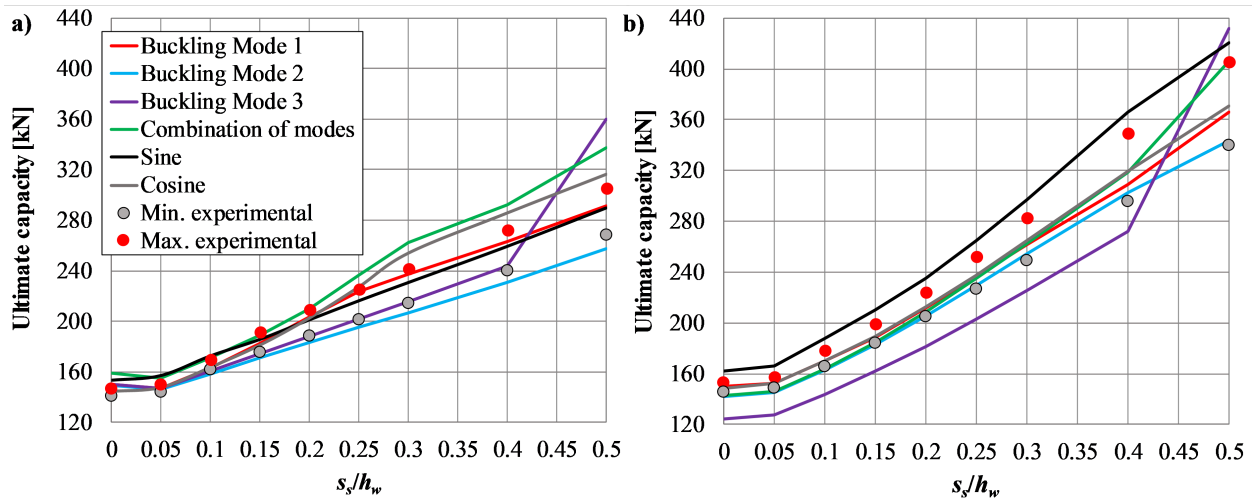 a)
440
400
360
320
280
240
200
160
120
Ultimate capacity [kN]
Buckling Mode 1
Buckling Mode 2
Buckling Mode 3
Combination of modes
Sine
Cosine
Min. experimental
Max. experimental
0 0.05 0.1 0.15 0.2 0.25 0.3 0.35 0.4 0.45 0.5
ss/hw
b)
440
400
360
320
280
240
200
160
120
Ultimate capacity [kN]
0 0.05 0.1 0.15 0.2 0.25 0.3 0.35 0.4 0.45 0.5
ss/hw